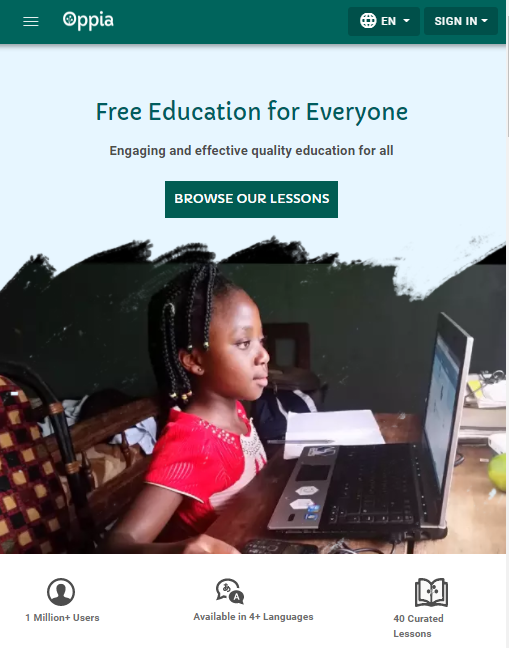 Oppia
EN
SIGN IN
Free Education for Everyone
Engaging and effective quality education for all
BROWSE OUR LESSONS
A
1 Million+ Users
Available in 4+ Languages
40 Curated
Lessons